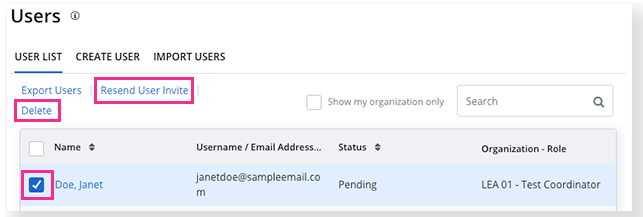 Users
USER LIST CREATE USER IMPORT USERS
Export Users Resend User Invite
Delete
Show my organization only
Search
Name Username / Email Address... Status Organization - Role
Doe, Janet janetdoe@sampleemail.co Pending LEA 01 - Test Coordinator
m